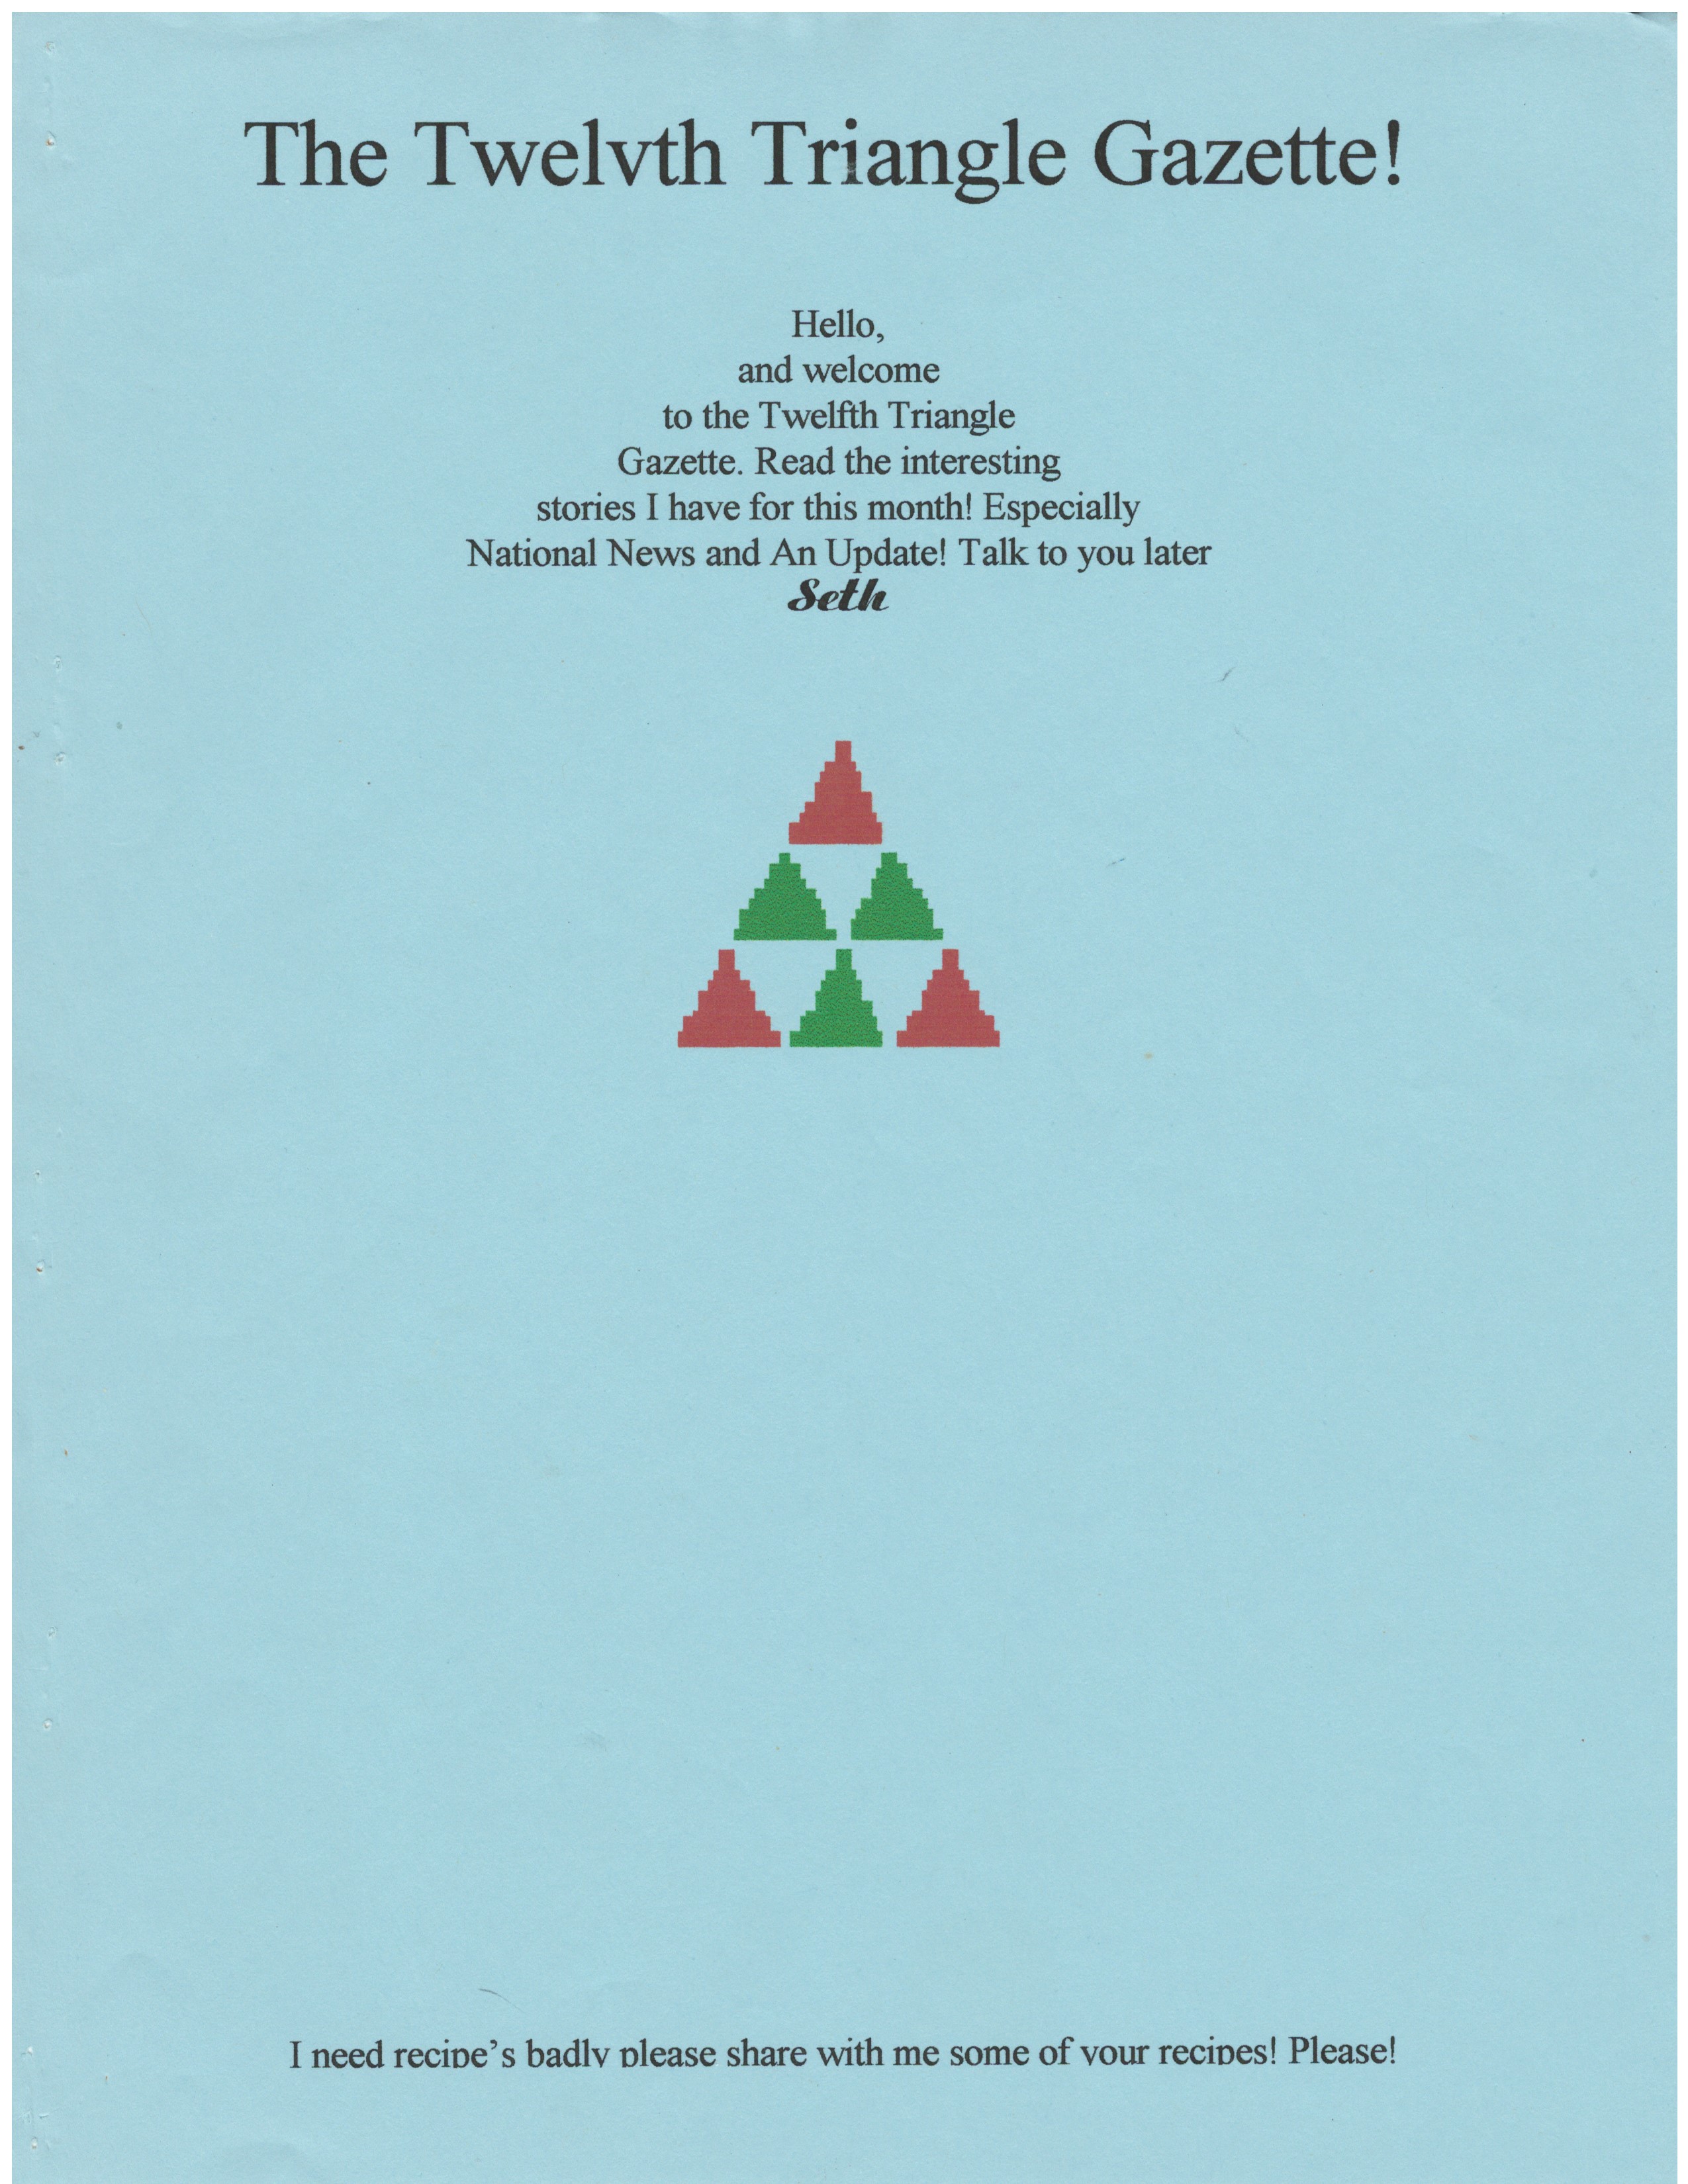 The Twelvth Triangle Gazette!
Hello,
and welcome
to the Twelfth Triangle
Gazette. Read the interesting
stories I have for this month! Especially
National News and An Update! Talk to you later
Seth
I need recipe's badly please share with me some of your recipes! Please!